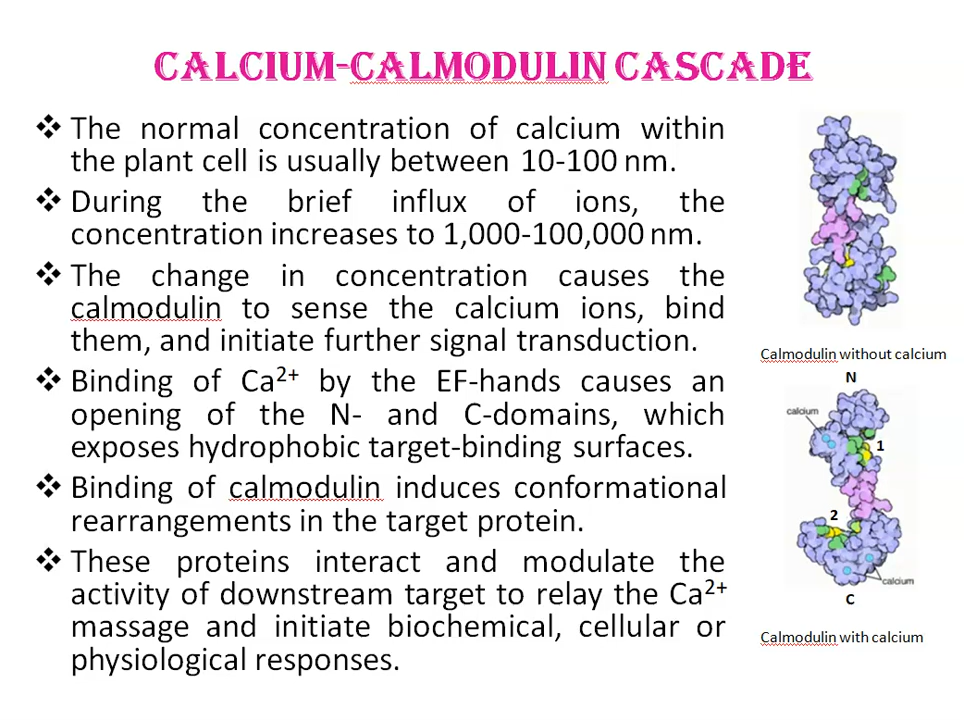 CALCIUM-CALMODULIN CASCADE
❖ The normal concentration of calcium within
the plant cell is usually between 10-100 nm.
❖ During the brief influx of ions, the
concentration increases to 1,000-100,000 nm.
❖ The change in concentration causes the
calmodulin to sense the calcium ions, bind
them, and initiate further signal transduction.
❖ Binding of Ca²⁺ by the EF-hands causes an
opening of the N- and C-domains, which
exposes hydrophobic target-binding surfaces.
❖ Binding of calmodulin induces conformational
rearrangements in the target protein.
❖ These proteins interact and modulate the
activity of downstream target to relay the Ca²⁺
massage and initiate biochemical, cellular or
physiological responses.
Calmodulin without calcium
N
calcium
1
2
calcium
C
Calmodulin with calcium